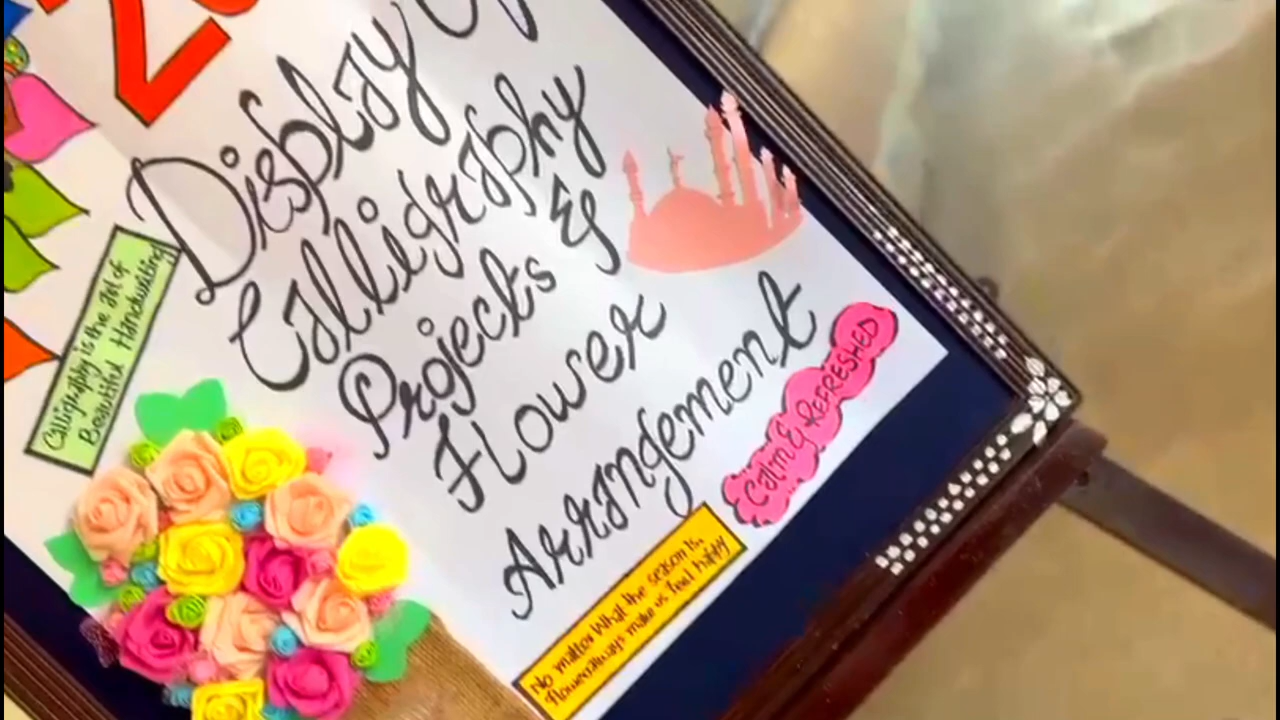 Display Of
Calligraphy
Projects &
Flower
Arrangement
Calligraphy is the art of
Beautiful Handwriting
Calm & REFRESHED
No matter What the season is,
flower always make us feel happy